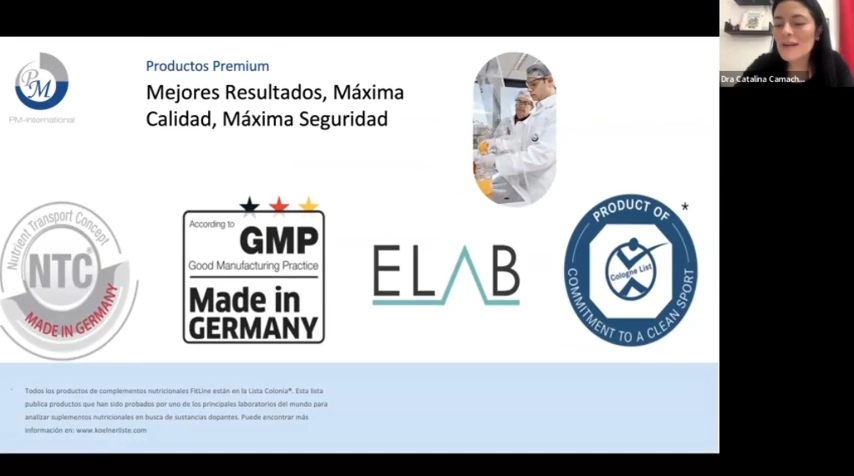 Productos Premium
Mejores Resultados, Máxima
Calidad, Máxima Seguridad
PM
PM-International
Dra Catalina Camach...
Nutrient Transport Concept
NTC®
MADE IN GERMANY
According to
GMP
Good Manufacturing Practice
Made in
GERMANY
ELAB
PRODUCT OF
Cologne List
COMMITMENT TO A CLEAN SPORT
*
* Todos los productos de complementos nutricionales FitLine están en la Lista Colonia®. Esta lista
publica productos que han sido probados por uno de los principales laboratorios del mundo para
analizar suplementos nutricionales en busca de sustancias dopantes. Puede encontrar más
información en: www.koelnerliste.com